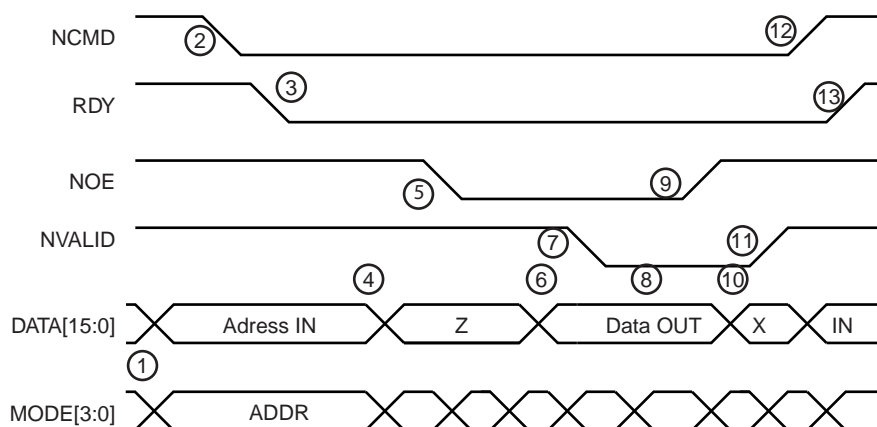 NCMD 2 12
RDY 3 13
NOE 5 9
NVALID 7 11
4 6 8 10
DATA[15:0] Adress IN Z Data OUT X IN
1
MODE[3:0] ADDR